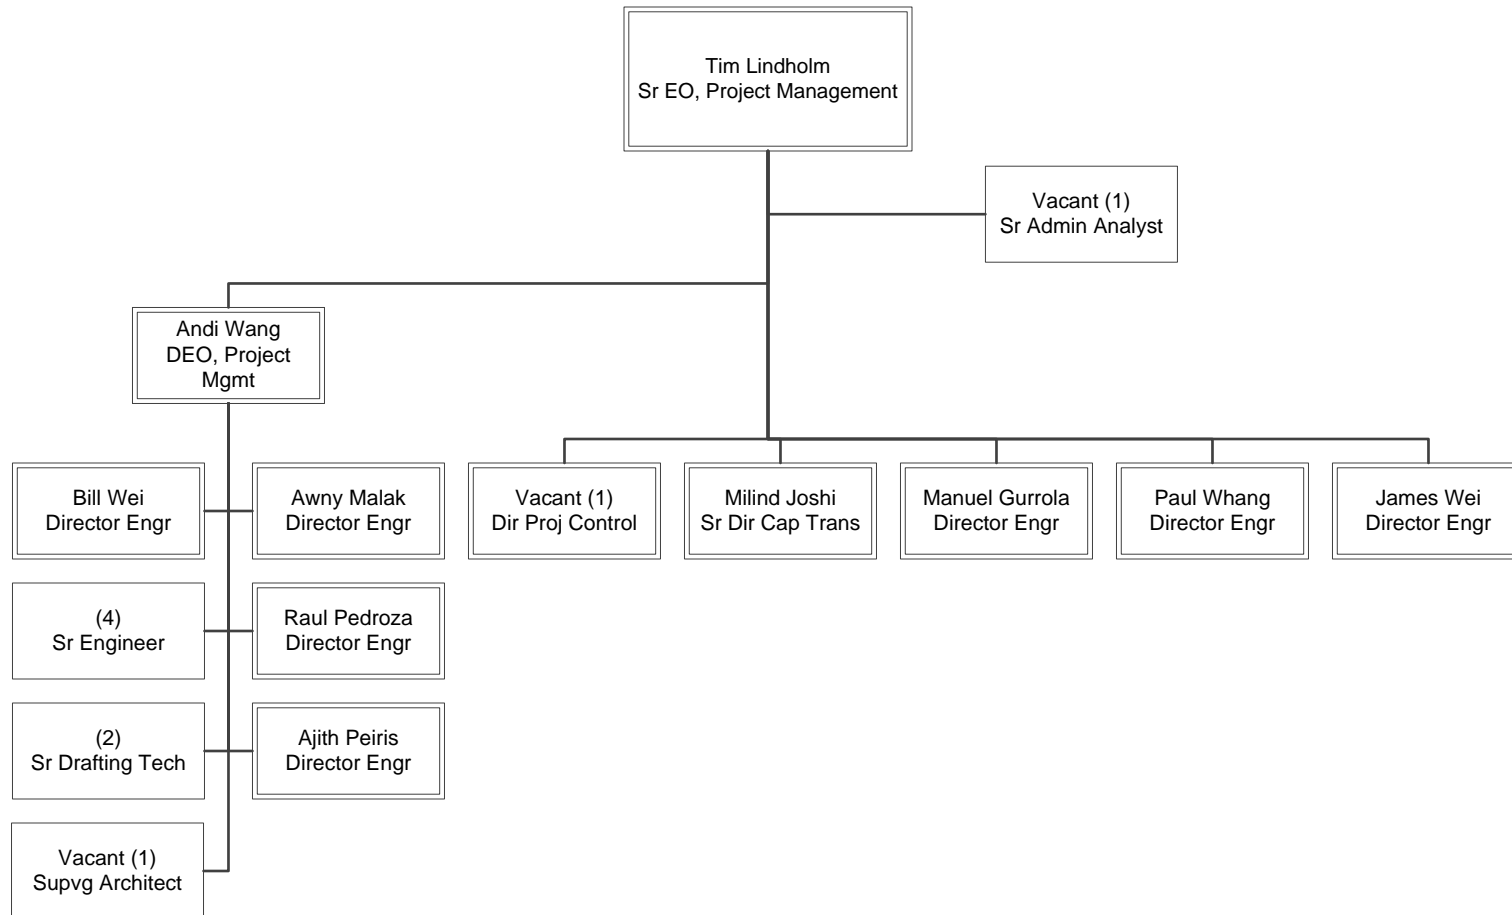 Tim Lindholm
Sr EO, Project Management
Vacant (1)
Sr Admin Analyst
Andi Wang
DEO, Project
Mgmt
Bill Wei
Director Engr
Awny Malak
Director Engr
Vacant (1)
Dir Proj Control
Milind Joshi
Sr Dir Cap Trans
Manuel Gurrola
Director Engr
Paul Whang
Director Engr
James Wei
Director Engr
(4)
Sr Engineer
Raul Pedroza
Director Engr
(2)
Sr Drafting Tech
Ajith Peiris
Director Engr
Vacant (1)
Supvg Architect